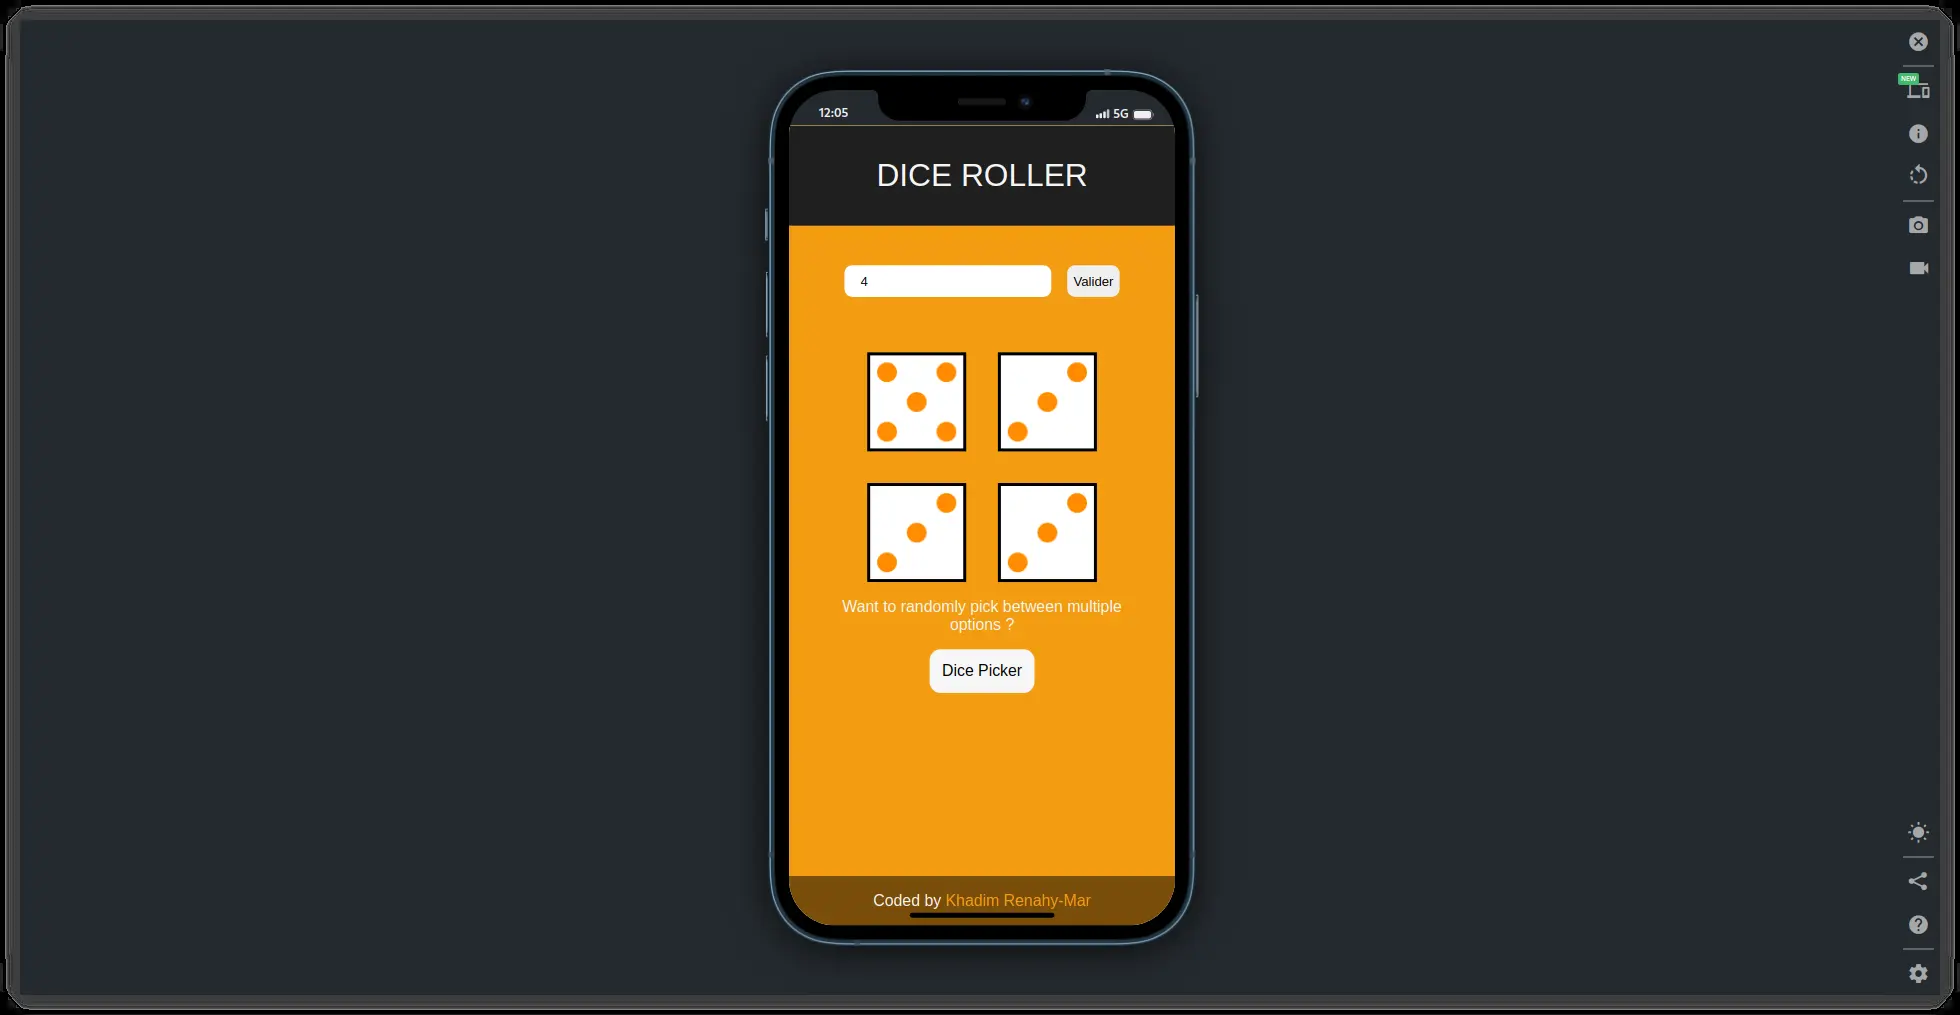 NEW
12:05
5G
DICE ROLLER
4
Valider
Want to randomly pick between multiple
options ?
Dice Picker
Coded by Khadim Renahy-Mar